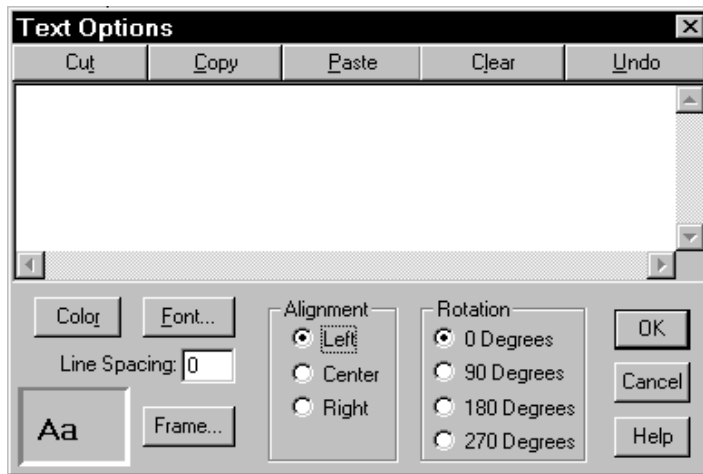 Text Options
Cut Copy Paste Clear Undo
Color Font... Alignment Rotation OK
Left 0 Degrees
Line Spacing: 0 Center 90 Degrees Cancel
Right 180 Degrees
Aa Frame... 270 Degrees Help